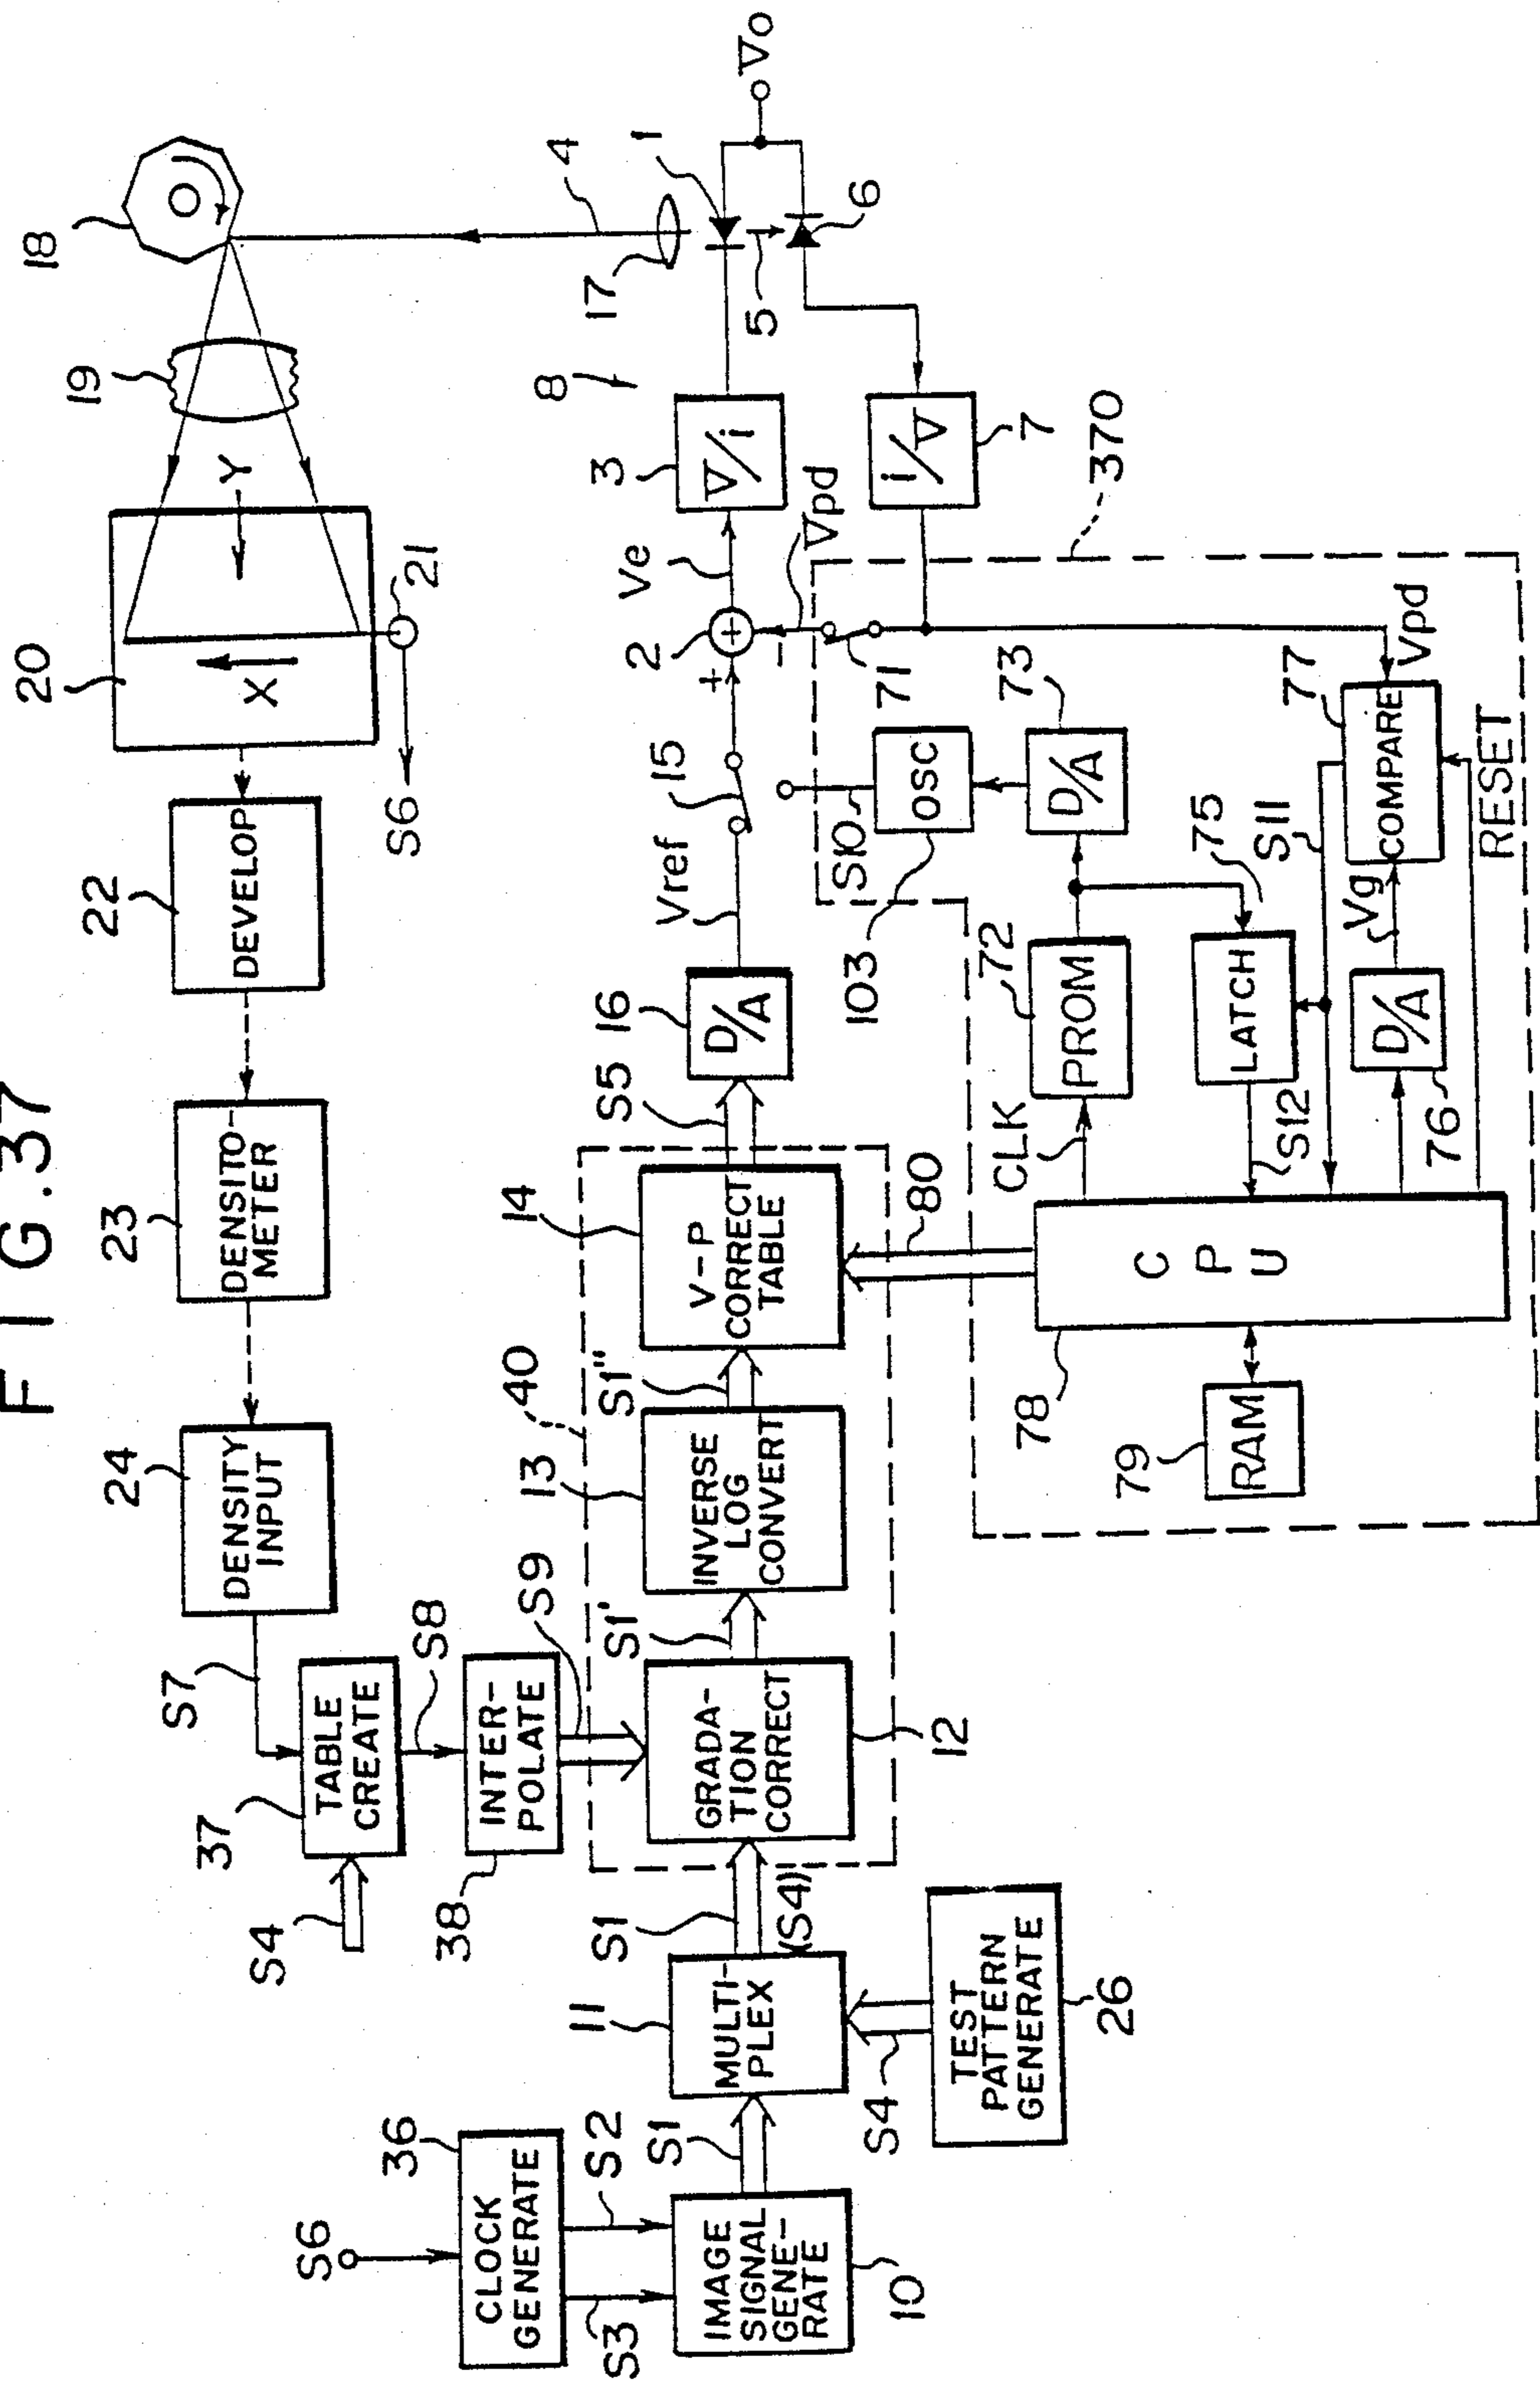 FIG.37
18
19
20
Y
X
21
S6
22
DEVELOP
23
DENSITO-
METER
24
DENSITY
INPUT
S7
37
TABLE
CREATE
S4
S8
38
INTER-
POLATE
S9
4
17
1
5
6
Vo
8
3
V/i
i/V
7
Ve
Vpd
2
+
+
−
15
Vref
16
D/A
S5
14
V-P
CORRECT
TABLE
S1"
40
13
INVERSE
LOG
CONVERT
S1'
GRADA-
TION
CORRECT
12
S1
(S4)
11
MULTI-
PLEX
S4
TEST
PATTERN
GENERATE
26
S1
36
CLOCK
GENERATE
S6
S2
S3
IMAGE
SIGNAL
GENE-
RATE
10
370
71
S10
OSC
103
73
D/A
72
PROM
CLK
75
LATCH
S11
S12
77
COMPARE
Vpd
RESET
Vg
D/A
76
80
CPU
78
79
RAM